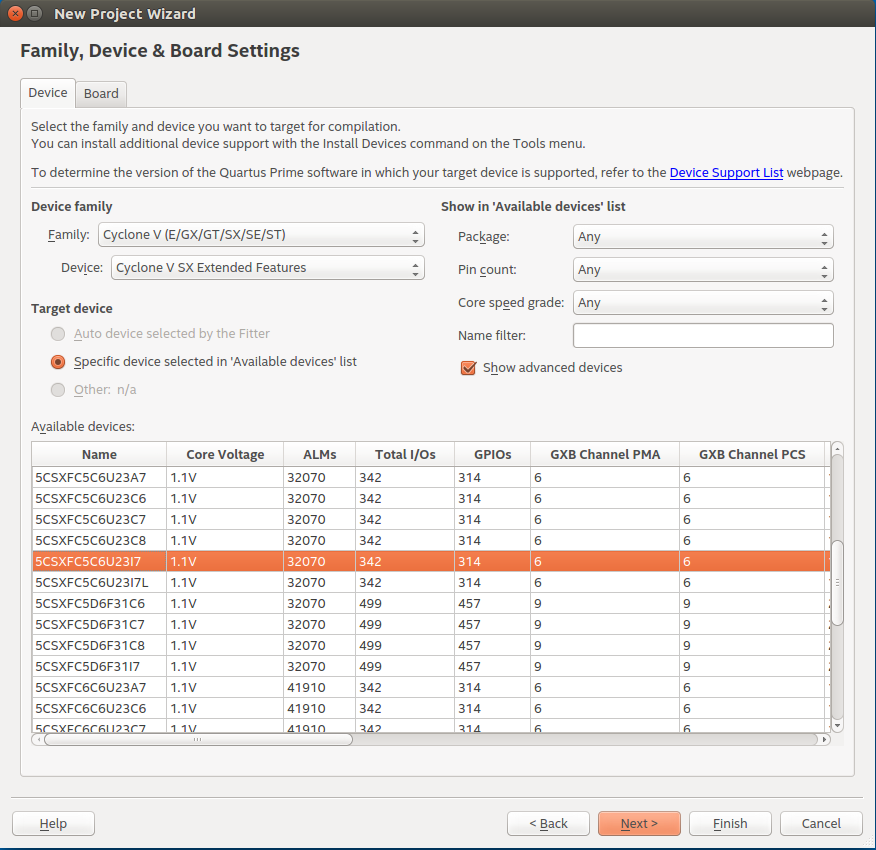 New Project Wizard
Family, Device & Board Settings
Device Board
Select the family and device you want to target for compilation.
You can install additional device support with the Install Devices command on the Tools menu.
To determine the version of the Quartus Prime software in which your target device is supported, refer to the Device Support List webpage.
Device family
Family: Cyclone V (E/GX/GT/SX/SE/ST)
Device: Cyclone V SX Extended Features
Target device
Auto device selected by the Fitter
Specific device selected in 'Available devices' list
Other: n/a
Show in 'Available devices' list
Package: Any
Pin count: Any
Core speed grade: Any
Name filter:
Show advanced devices
Available devices:
Name Core Voltage ALMs Total I/Os GPIOs GXB Channel PMA GXB Channel PCS
5CSXFC5C6U23A7 1.1V 32070 342 314 6 6
5CSXFC5C6U23C6 1.1V 32070 342 314 6 6
5CSXFC5C6U23C7 1.1V 32070 342 314 6 6
5CSXFC5C6U23C8 1.1V 32070 342 314 6 6
5CSXFC5C6U23I7 1.1V 32070 342 314 6 6
5CSXFC5C6U23I7L 1.1V 32070 342 314 6 6
5CSXFC5D6F31C6 1.1V 32070 499 457 9 9
5CSXFC5D6F31C7 1.1V 32070 499 457 9 9
5CSXFC5D6F31C8 1.1V 32070 499 457 9 9
5CSXFC5D6F31I7 1.1V 32070 499 457 9 9
5CSXFC6C6U23A7 1.1V 41910 342 314 6 6
5CSXFC6C6U23C6 1.1V 41910 342 314 6 6
5CSXFC6C6U23C7 1.1V 41910 342 314 6 6
Help < Back Next > Finish Cancel